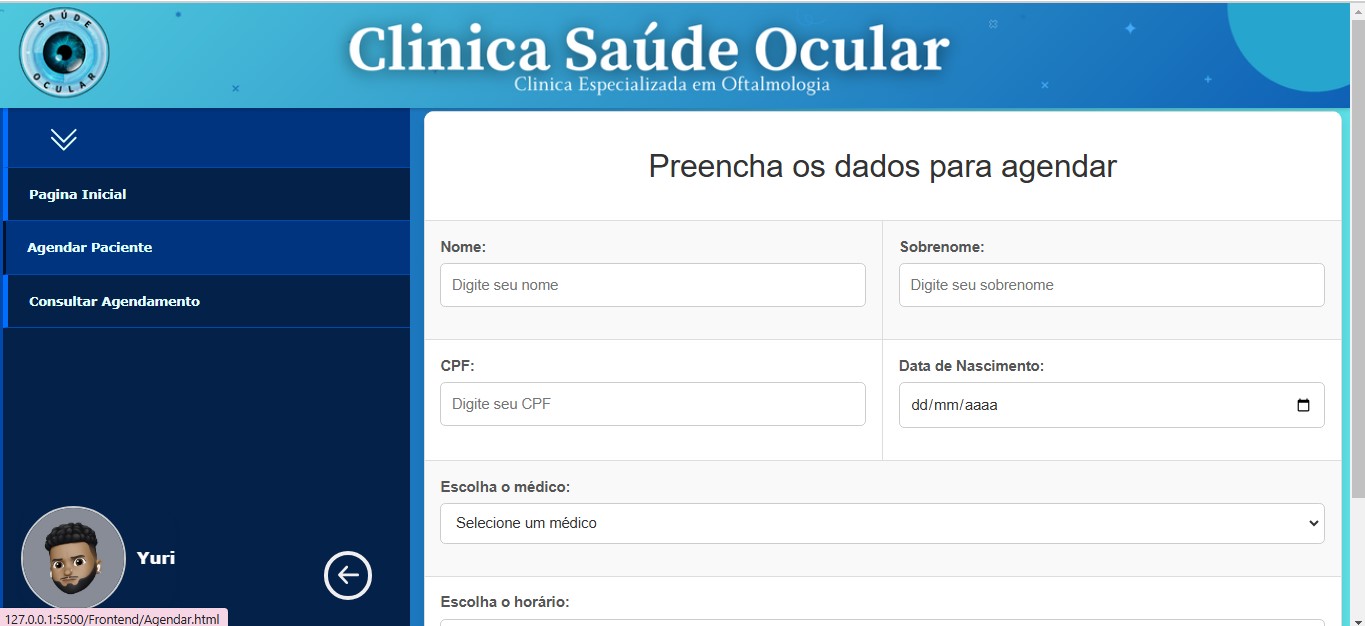 SAÚDE
OCULAR
Clinica Saúde Ocular
Clinica Especializada em Oftalmologia
Pagina Inicial
Agendar Paciente
Consultar Agendamento
Yuri
Preencha os dados para agendar
Nome:
Digite seu nome
Sobrenome:
Digite seu sobrenome
CPF:
Digite seu CPF
Data de Nascimento:
dd/mm/aaaa
Escolha o médico:
Selecione um médico
Escolha o horário:
127.0.0.1:5500/Frontend/Agendar.html